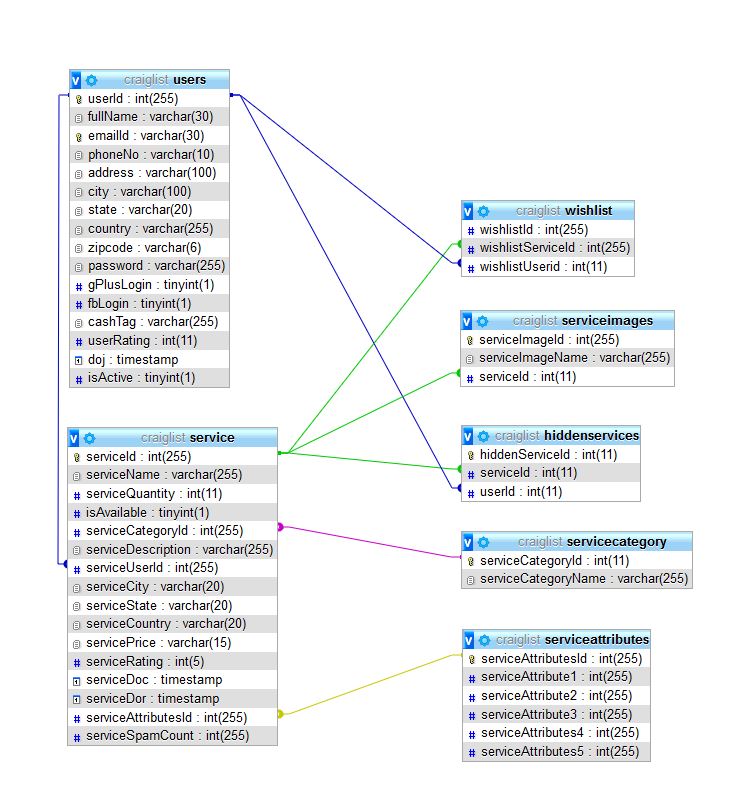 craiglist users
userId : int(255)
fullName : varchar(30)
emailId : varchar(30)
phoneNo : varchar(10)
address : varchar(100)
city : varchar(100)
state : varchar(20)
country : varchar(255)
zipcode : varchar(6)
password : varchar(255)
gPlusLogin : tinyint(1)
fbLogin : tinyint(1)
cashTag : varchar(255)
userRating : int(11)
doj : timestamp
isActive : tinyint(1)
craiglist service
serviceId : int(255)
serviceName : varchar(255)
serviceQuantity : int(11)
isAvailable : tinyint(1)
serviceCategoryId : int(255)
serviceDescription : varchar(255)
serviceUserId : int(255)
serviceCity : varchar(20)
serviceState : varchar(20)
serviceCountry : varchar(20)
servicePrice : varchar(15)
serviceRating : int(5)
serviceDoc : timestamp
serviceDor : timestamp
serviceAttributesId : int(255)
serviceSpamCount : int(255)
craiglist wishlist
wishlistId : int(255)
wishlistServiceId : int(255)
wishlistUserid : int(11)
craiglist serviceimages
serviceImageId : int(255)
serviceImageName : varchar(255)
serviceId : int(11)
craiglist hiddenservices
hiddenServiceId : int(11)
serviceId : int(11)
userId : int(11)
craiglist servicecategory
serviceCategoryId : int(11)
serviceCategoryName : varchar(255)
craiglist serviceattributes
serviceAttributesId : int(255)
serviceAttribute1 : int(255)
serviceAttribute2 : int(255)
serviceAttribute3 : int(255)
serviceAttributes4 : int(255)
serviceAttributes5 : int(255)